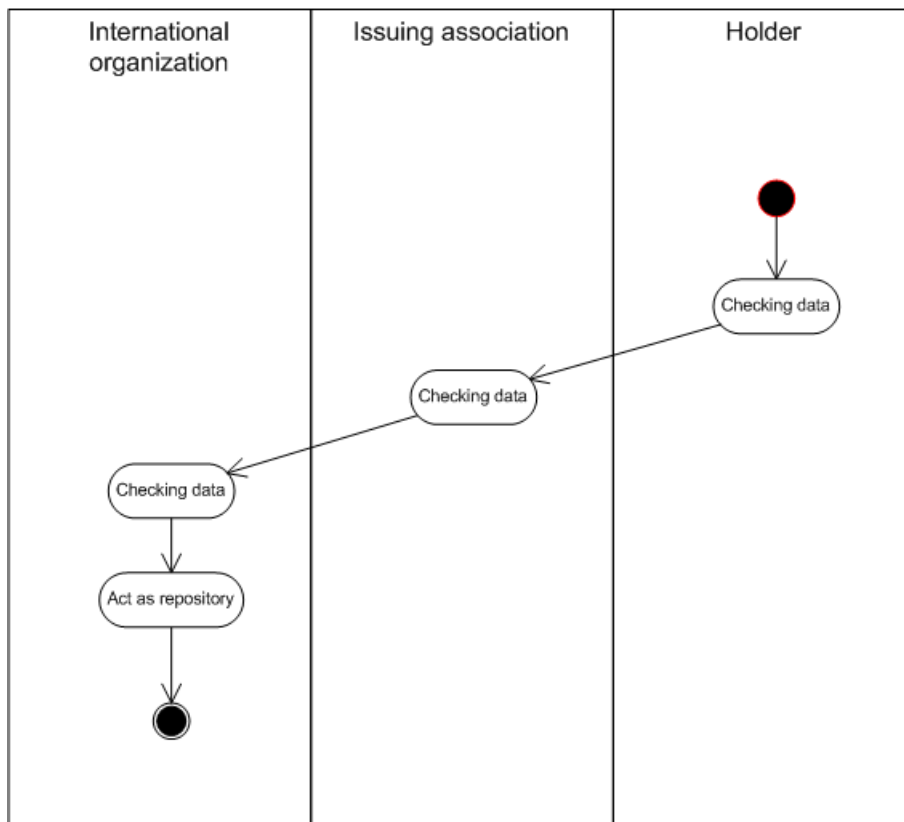 International
organization
Issuing association
Holder
Checking data
Checking data
Checking data
Act as repository